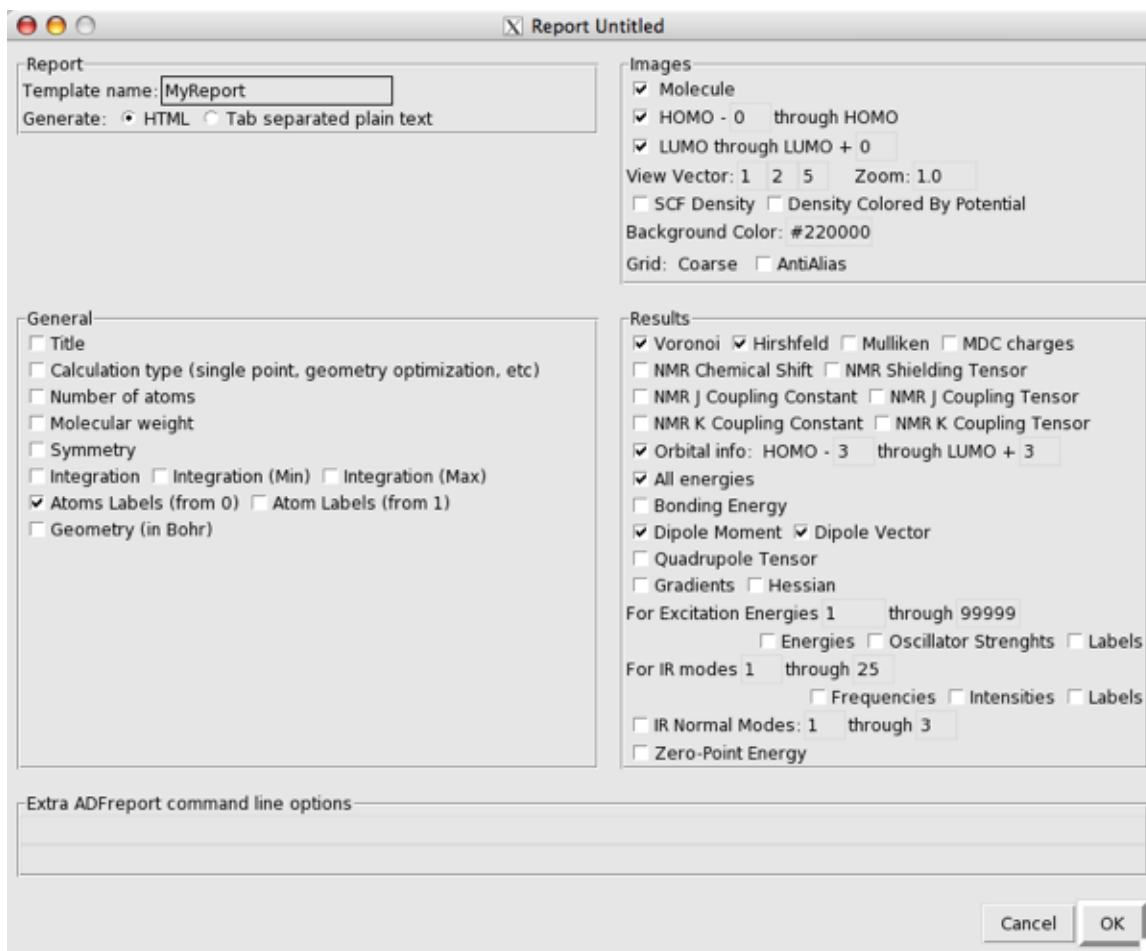 Report Untitled
Report
Template name: MyReport
Generate: HTML Tab separated plain text
Images
Molecule
HOMO - 0 through HOMO
LUMO through LUMO + 0
View Vector: 1 2 5 Zoom: 1.0
SCF Density Density Colored By Potential
Background Color: #220000
Grid: Coarse AntiAlias
General
Title
Calculation type (single point, geometry optimization, etc)
Number of atoms
Molecular weight
Symmetry
Integration Integration (Min) Integration (Max)
Atoms Labels (from 0) Atom Labels (from 1)
Geometry (in Bohr)
Results
Voronoi Hirshfeld Mulliken MDC charges
NMR Chemical Shift NMR Shielding Tensor
NMR J Coupling Constant NMR J Coupling Tensor
NMR K Coupling Constant NMR K Coupling Tensor
Orbital info: HOMO - 3 through LUMO + 3
All energies
Bonding Energy
Dipole Moment Dipole Vector
Quadrupole Tensor
Gradients Hessian
For Excitation Energies 1 through 99999
Energies Oscillator Strenghts Labels
For IR modes 1 through 25
Frequencies Intensities Labels
IR Normal Modes: 1 through 3
Zero-Point Energy
Extra ADFreport command line options
Cancel OK